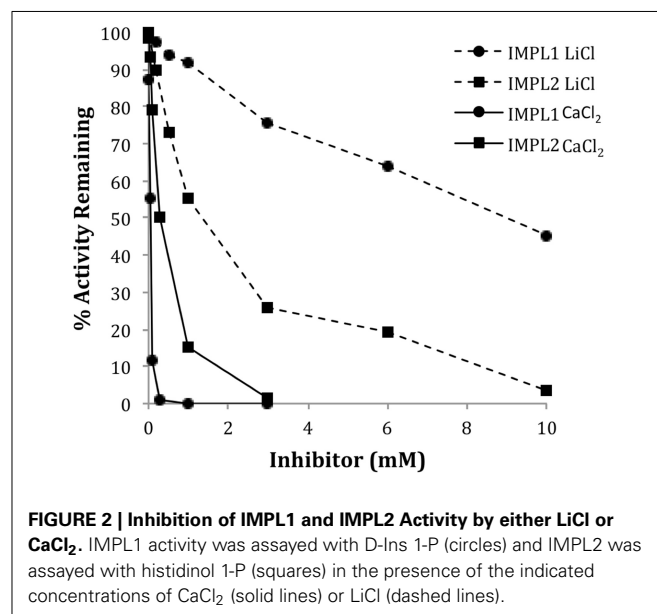 100
90
80
70
60
50
40
30
20
10
0
% Activity Remaining
0 2 4 6 8 10
Inhibitor (mM)
IMPL1 LiCl
IMPL2 LiCl
IMPL1 CaCl₂
IMPL2 CaCl₂
FIGURE 2 | Inhibition of IMPL1 and IMPL2 Activity by either LiCl or
CaCl₂. IMPL1 activity was assayed with D-Ins 1-P (circles) and IMPL2 was
assayed with histidinol 1-P (squares) in the presence of the indicated
concentrations of CaCl₂ (solid lines) or LiCl (dashed lines).